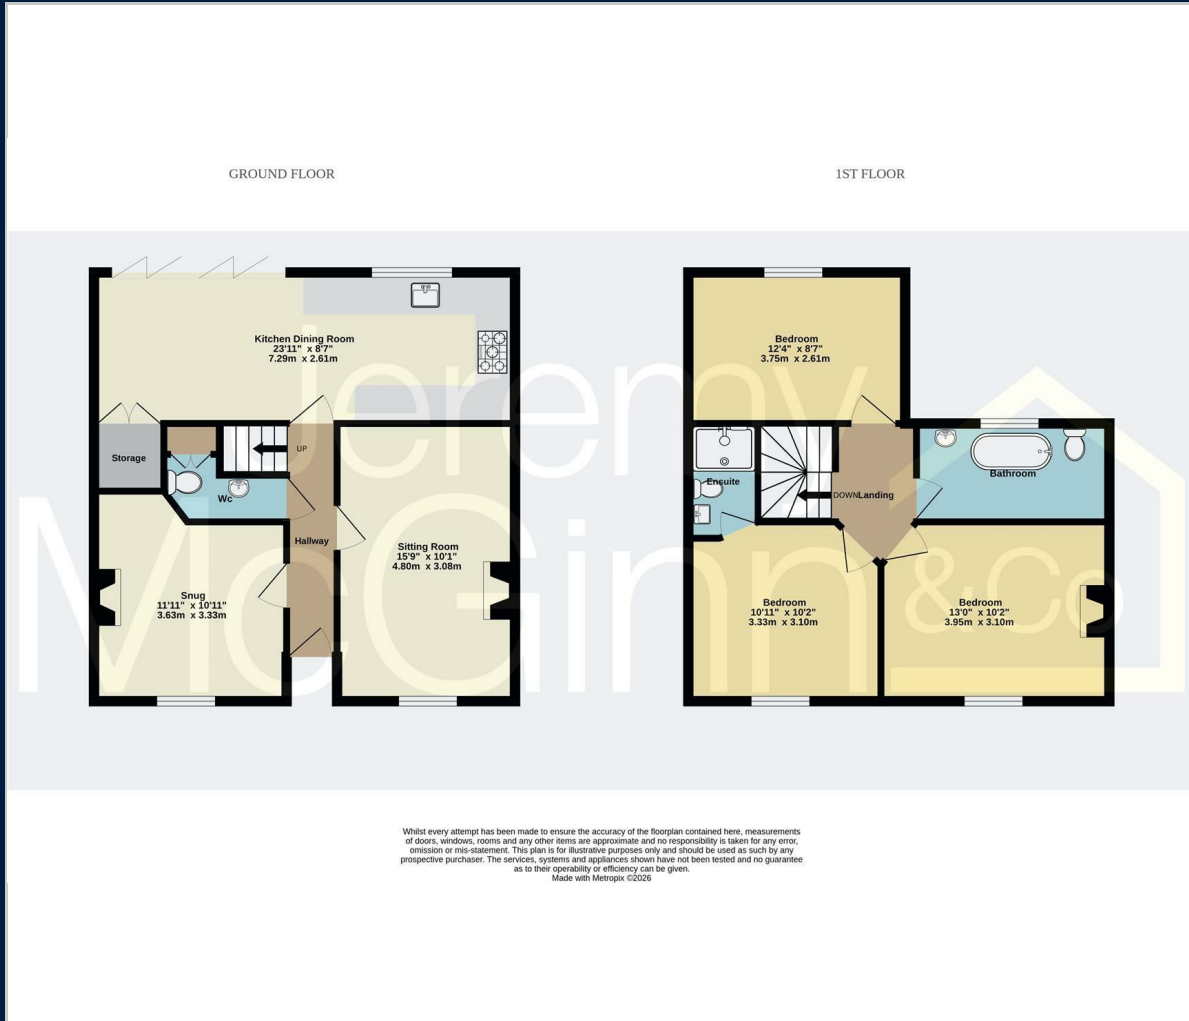 GROUND FLOOR
Kitchen Dining Room
23'11" x 8'7"
7.29m x 2.61m
Storage
UP
Wc
Hallway
Sitting Room
15'9" x 10'1"
4.80m x 3.08m
Snug
11'11" x 10'11"
3.63m x 3.33m
1ST FLOOR
Bedroom
12'4" x 8'7"
3.75m x 2.61m
Ensuite
DOWN
Landing
Bathroom
Bedroom
10'11" x 10'2"
3.33m x 3.10m
Bedroom
13'0" x 10'2"
3.95m x 3.10m
Jeremy
McGinn &Co
Whilst every attempt has been made to ensure the accuracy of the floorplan contained here, measurements
of doors, windows, rooms and any other items are approximate and no responsibility is taken for any error,
omission or mis-statement. This plan is for illustrative purposes only and should be used as such by any
prospective purchaser. The services, systems and appliances shown have not been tested and no guarantee
as to their operability or efficiency can be given.
Made with Metropix ©2026